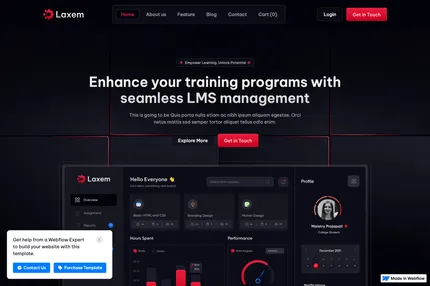 Laxem
Home About us Feature Blog Contact Cart (0)
Login Get in Touch
Empower Learning, Unlock Potential
Enhance your training programs with
seamless LMS management
This is going to be Quis porta nulla etiam ac nibh ipsum aliquam egestas. Orci
netus mattis sed semper tortor aliquet tellus odio enim.
Explore More Get in Touch
Laxem
Hello Everyone 👋
Profile
Overview
Assignment
Reports
Basic HTML and CSS
Branding Design
Motion Design
Maistry Prajapati
College Student
Hours Spent
Performance
December 2021
Get help from a Webflow Expert
to build your website with this
template.
Contact Us Purchase Template
Made in Webflow